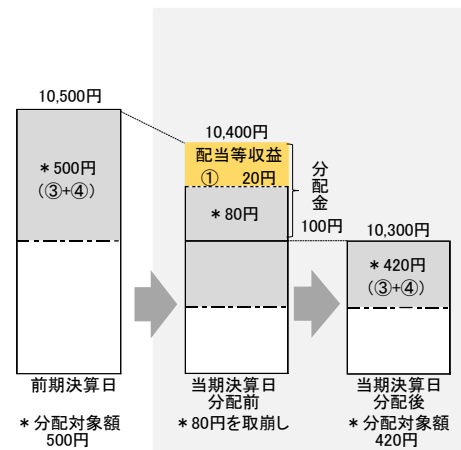 10,500円
＊500円
（③+④）
10,400円
配当等収益
① 20円
＊80円
分配金
100円
10,300円
＊420円
（③+④）
前期決算日
＊分配対象額
500円
当期決算日
分配前
＊80円を取崩し
当期決算日
分配後
＊分配対象額
420円